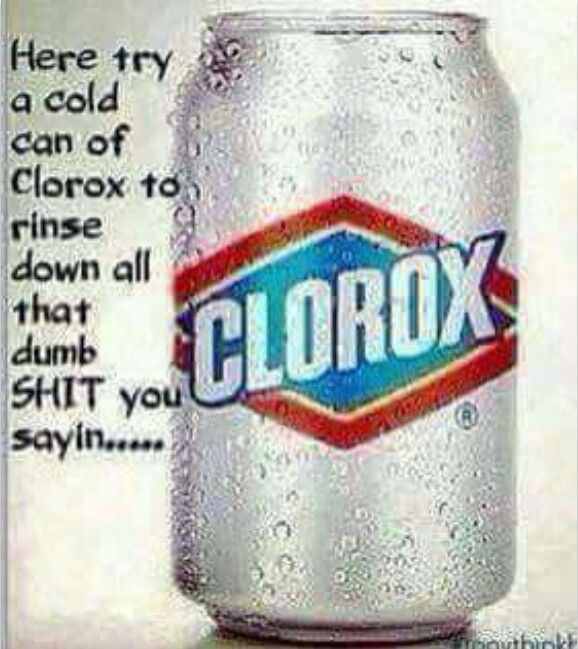 Here try
a cold
can of
Clorox to
rinse
down all
that
dumb
SHIT you
sayin.....
CLOROX
®